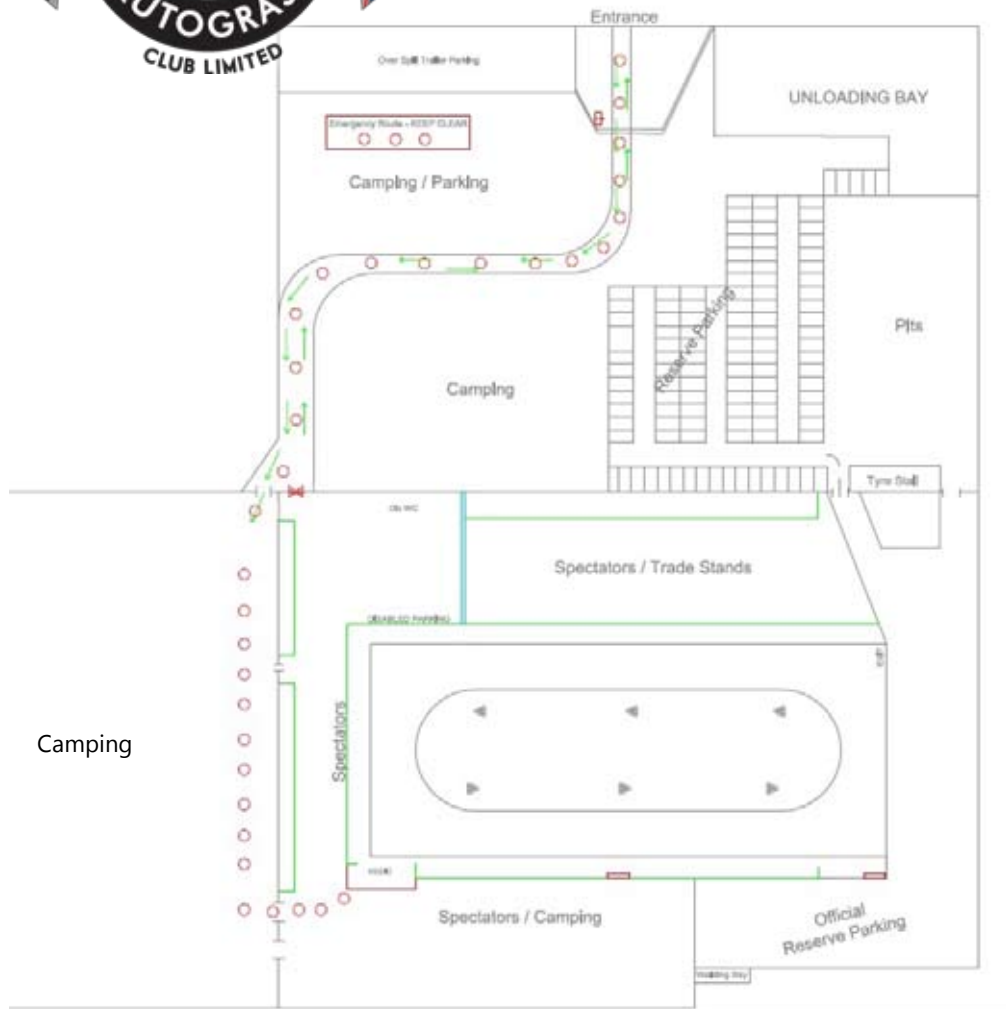 AUTOGRAS
CLUB LIMITED
Entrance
Over Spill Trailer Parking
UNLOADING BAY
Emergency Route - KEEP CLEAR
Camping / Parking
Reserve Parking
Pits
Camping
Tyre Stall
Spectators / Trade Stands
DISABLED PARKING
Spectators
Camping
Spectators / Camping
Official
Reserve Parking